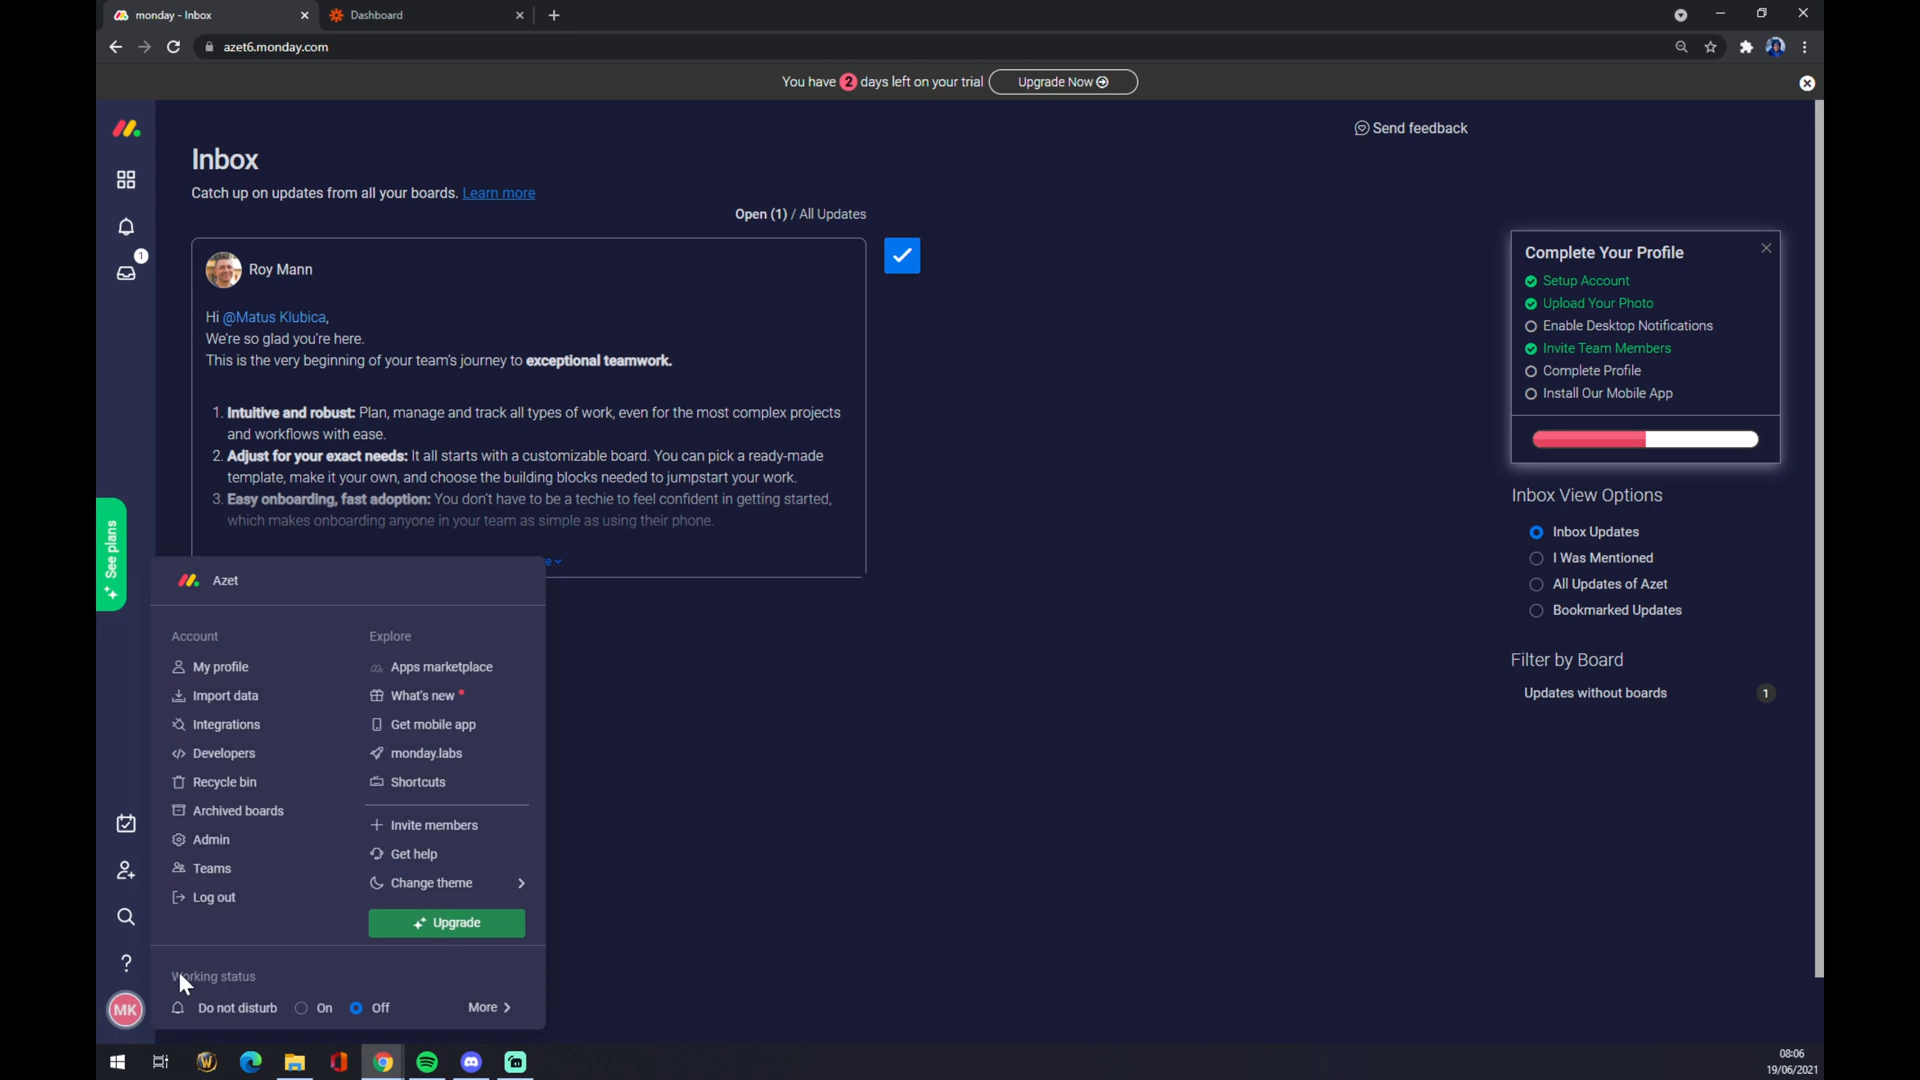 monday - Inbox
Dashboard
azet6.monday.com
You have 2 days left on your trial
Upgrade Now
Send feedback
Inbox
Catch up on updates from all your boards. Learn more
Open (1) / All Updates
1
Roy Mann
Hi @Matus Klubica,
We're so glad you're here.
This is the very beginning of your team's journey to exceptional teamwork.
1. Intuitive and robust: Plan, manage and track all types of work, even for the most complex projects
and workflows with ease.
2. Adjust for your exact needs: It all starts with a customizable board. You can pick a ready-made
template, make it your own, and choose the building blocks needed to jumpstart your work.
3. Easy onboarding, fast adoption: You don't have to be a techie to feel confident in getting started,
which makes onboarding anyone in your team as simple as using their phone.
Complete Your Profile
Setup Account
Upload Your Photo
Enable Desktop Notifications
Invite Team Members
Complete Profile
Install Our Mobile App
Inbox View Options
Inbox Updates
I Was Mentioned
All Updates of Azet
Bookmarked Updates
Filter by Board
Updates without boards 1
See plans
Azet
Account
My profile
Import data
Integrations
Developers
Recycle bin
Archived boards
Admin
Teams
Log out
Explore
Apps marketplace
What's new
Get mobile app
monday.labs
Shortcuts
Invite members
Get help
Change theme
Upgrade
Working status
Do not disturb On Off More
?
MK
08:06
19/06/2021